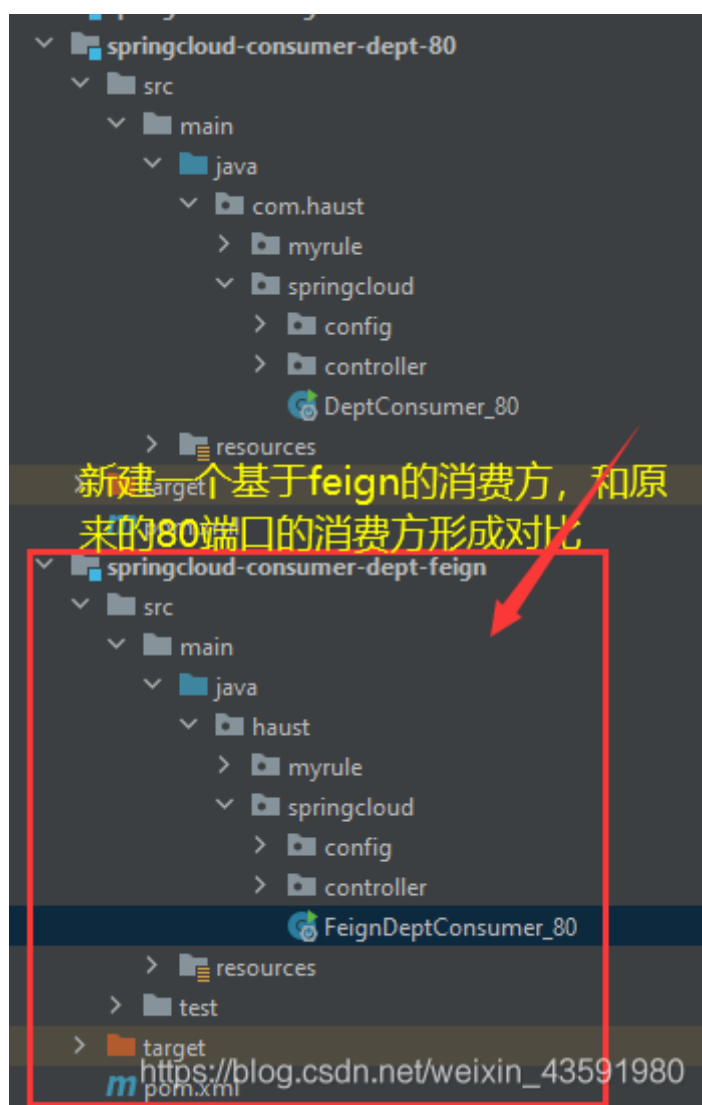 springcloud-consumer-dept-80
src
main
java
com.haust
myrule
springcloud
config
controller
DeptConsumer_80
resources
target
新建一个基于feign的消费方，和原
来的80端口的消费方形成对比
springcloud-consumer-dept-feign
src
main
java
haust
myrule
springcloud
config
controller
FeignDeptConsumer_80
resources
test
target
https://blog.csdn.net/weixin_43591980
m pom.xml